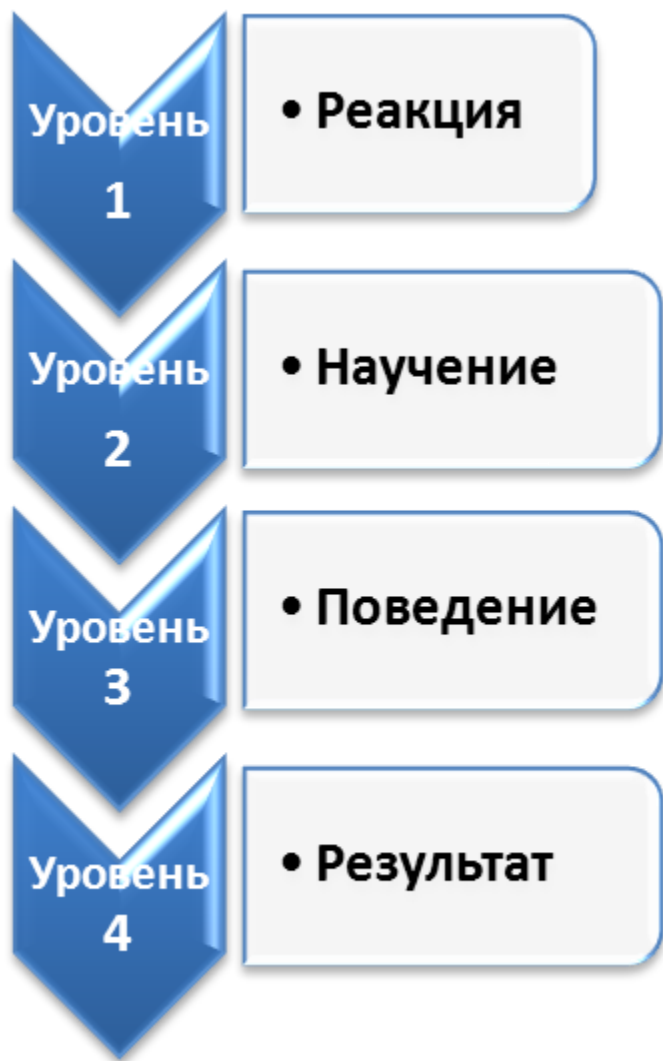 Уровень
1
• Реакция
Уровень
2
• Научение
Уровень
3
• Поведение
Уровень
4
• Результат